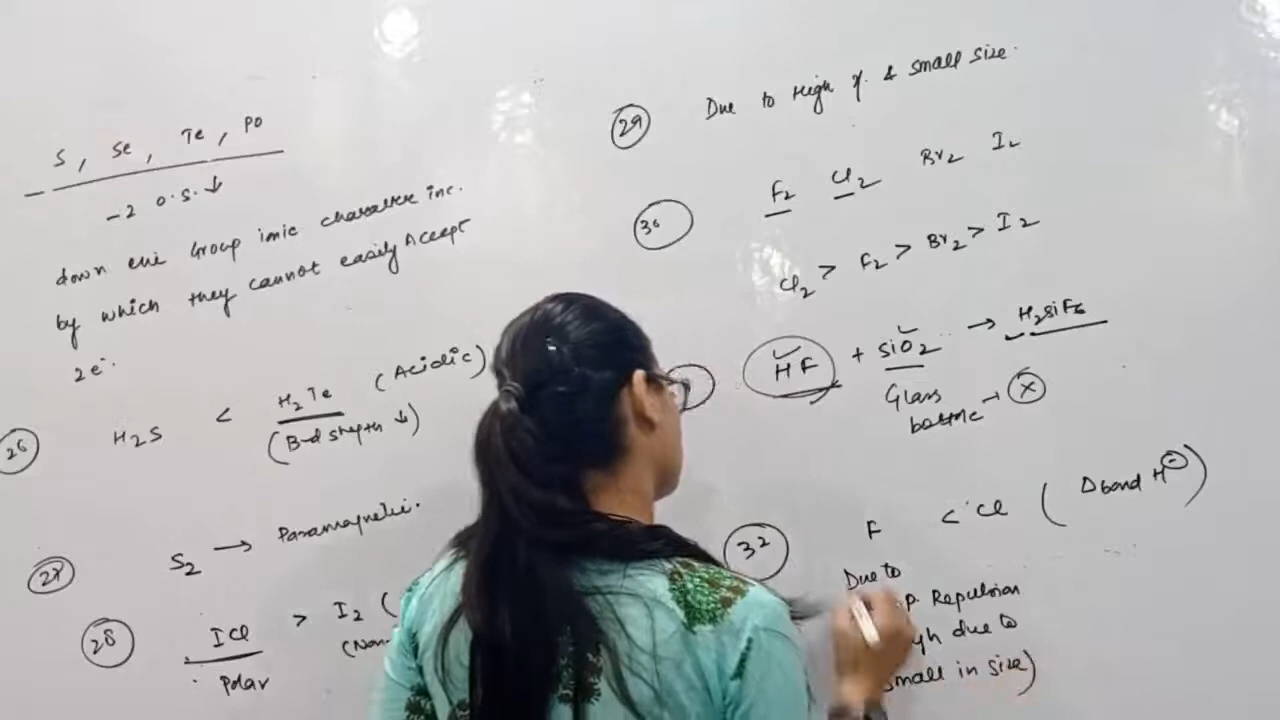 S, Se, Te, Po
-2 O.S. ↓
down the Group ionic character inc.
by which they cannot easily Accept
2e⁻
26 H₂S < H₂Te (Acidic)
(Bond strength ↓)
27 S₂ → Paramagnetic.
28 ICl > I₂ (
Polar (Non
29 Due to High χ. & small size.
30 F₂ Cl₂ Br₂ I₂
Cl₂ > F₂ > Br₂ > I₂
HF + SiO₂ → H₂SiF₆
Glass
bottle → ⓧ
32 F < Cl (Δbond H⊖)
Due to
p. Repulsion
gh due to
small in size)